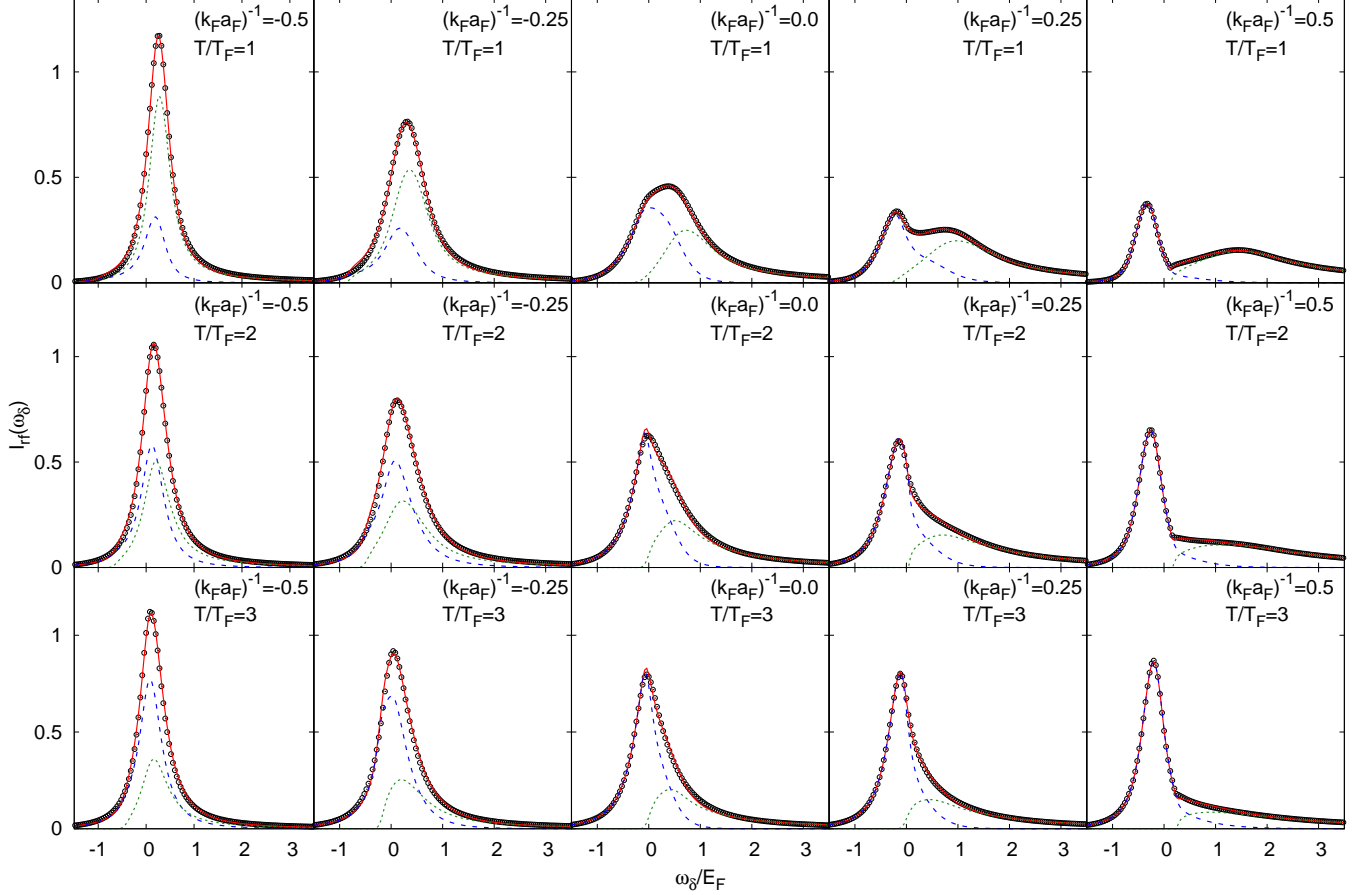 (k_Fa_F)^-1=-0.5
T/T_F=1
(k_Fa_F)^-1=-0.25
T/T_F=1
(k_Fa_F)^-1=0.0
T/T_F=1
(k_Fa_F)^-1=0.25
T/T_F=1
(k_Fa_F)^-1=0.5
T/T_F=1
1
0.5
0
(k_Fa_F)^-1=-0.5
T/T_F=2
(k_Fa_F)^-1=-0.25
T/T_F=2
(k_Fa_F)^-1=0.0
T/T_F=2
(k_Fa_F)^-1=0.25
T/T_F=2
(k_Fa_F)^-1=0.5
T/T_F=2
I_rf(ω_δ)
1
0.5
0
(k_Fa_F)^-1=-0.5
T/T_F=3
(k_Fa_F)^-1=-0.25
T/T_F=3
(k_Fa_F)^-1=0.0
T/T_F=3
(k_Fa_F)^-1=0.25
T/T_F=3
(k_Fa_F)^-1=0.5
T/T_F=3
1
0.5
0
-1 0 1 2 3 -1 0 1 2 3 -1 0 1 2 3 -1 0 1 2 3 -1 0 1 2 3
ω_δ/E_F